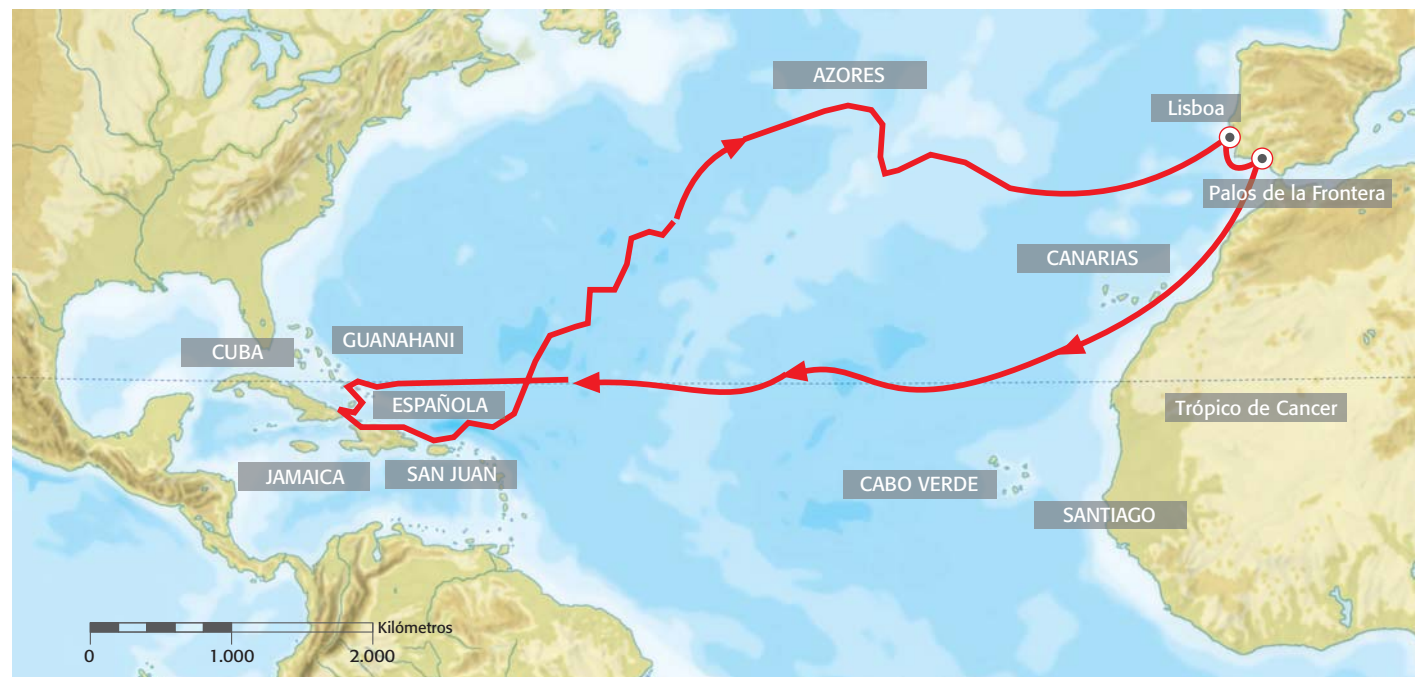 AZORES
Lisboa
Palos de la Frontera
CANARIAS
GUANAHANI
CUBA
ESPAÑOLA
Trópico de Cancer
JAMAICA
SAN JUAN
CABO VERDE
SANTIAGO
Kilómetros
0 1.000 2.000